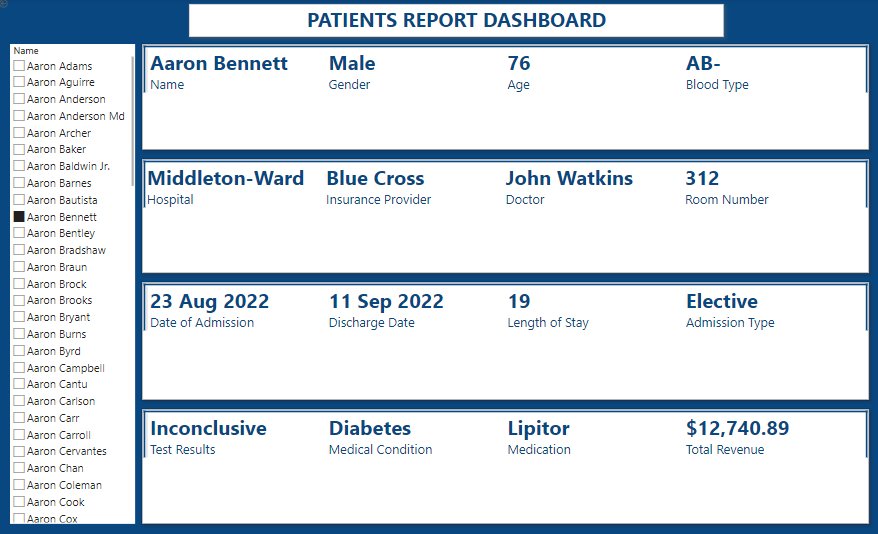 PATIENTS REPORT DASHBOARD
Name
Aaron Adams
Aaron Aguirre
Aaron Anderson
Aaron Anderson Md
Aaron Archer
Aaron Baker
Aaron Baldwin Jr.
Aaron Barnes
Aaron Bautista
Aaron Bennett
Aaron Bentley
Aaron Bradshaw
Aaron Braun
Aaron Brock
Aaron Brooks
Aaron Bryant
Aaron Burns
Aaron Byrd
Aaron Campbell
Aaron Cantu
Aaron Carlson
Aaron Carr
Aaron Carroll
Aaron Cervantes
Aaron Chan
Aaron Coleman
Aaron Cook
Aaron Cox
Aaron Bennett Male 76 AB-
Name Gender Age Blood Type
Middleton-Ward Blue Cross John Watkins 312
Hospital Insurance Provider Doctor Room Number
23 Aug 2022 11 Sep 2022 19 Elective
Date of Admission Discharge Date Length of Stay Admission Type
Inconclusive Diabetes Lipitor $12,740.89
Test Results Medical Condition Medication Total Revenue